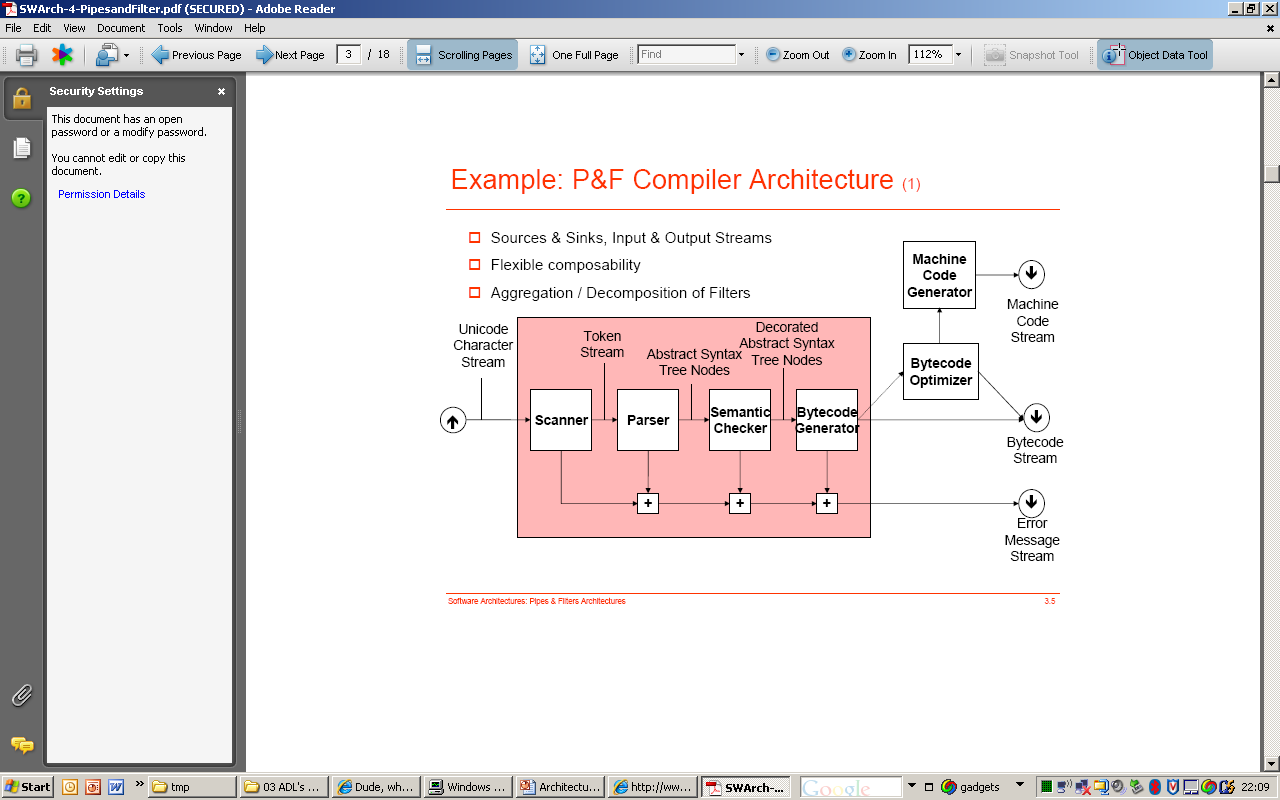 SWArch-4-PipesandFilter.pdf (SECURED) - Adobe Reader
File Edit View Document Tools Window Help
Previous Page Next Page 3 / 18 Scrolling Pages One Full Page Find Zoom Out Zoom In 112% Snapshot Tool Object Data Tool
Security Settings
This document has an open
password or a modify password.
You cannot edit or copy this
document.
Permission Details
Example: P&F Compiler Architecture (1)
Sources & Sinks, Input & Output Streams
Flexible composability
Aggregation / Decomposition of Filters
Unicode
Character
Stream
Token
Stream
Abstract Syntax
Tree Nodes
Decorated
Abstract Syntax
Tree Nodes
Scanner
Parser
Semantic
Checker
Bytecode
Generator
+ + +
Machine
Code
Generator
Bytecode
Optimizer
Machine
Code
Stream
Bytecode
Stream
Error
Message
Stream
Software Architectures: Pipes & Filters Architectures 3.5
Start tmp 03 ADL's ... Dude, wh... Windows ... Architectu... http://ww... SWArch-... Google gadgets 22:09